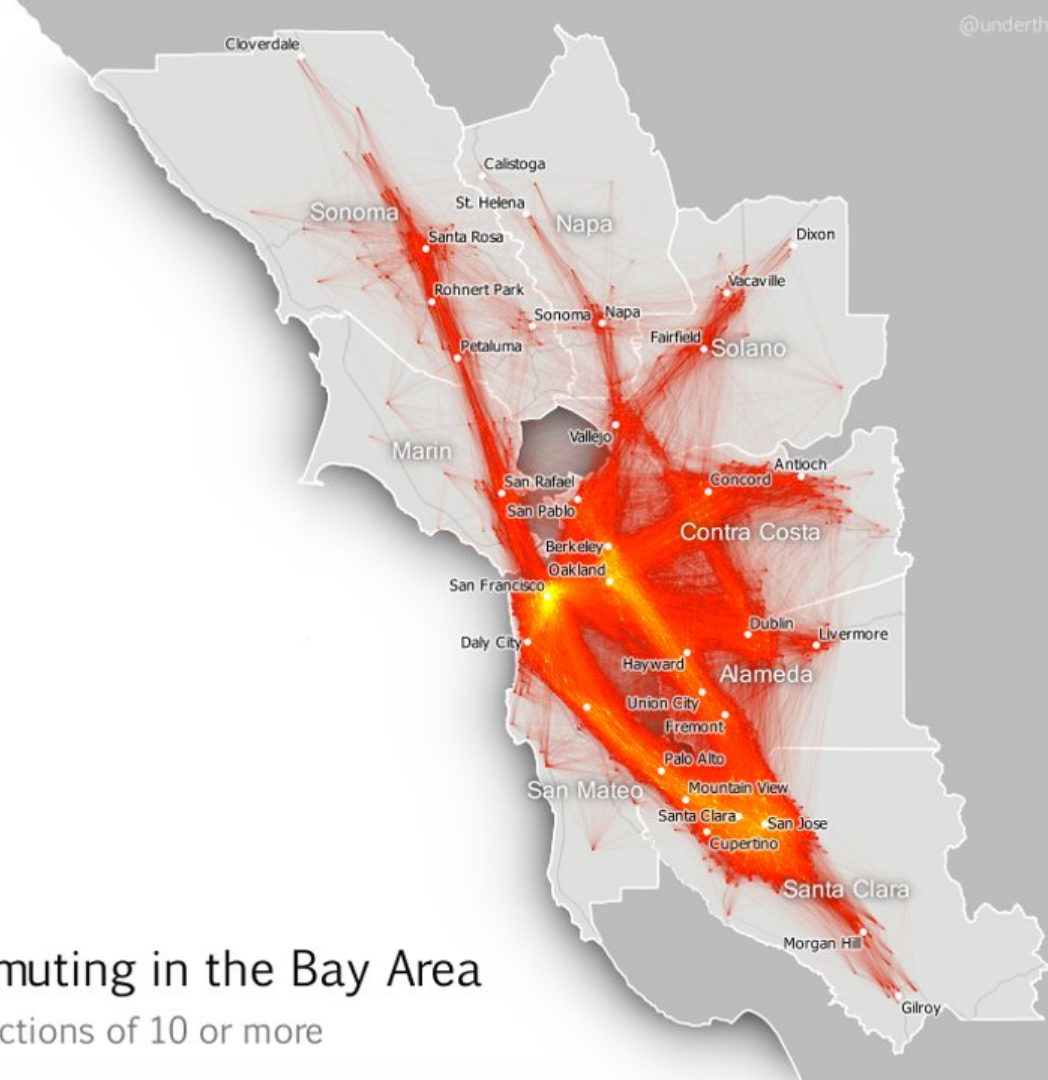 @underth
Cloverdale
Calistoga
St. Helena
Sonoma
Napa
Santa Rosa
Dixon
Vacaville
Rohnert Park
Sonoma
Napa
Fairfield
Solano
Petaluma
Vallejo
Marin
Antioch
San Rafael
Concord
San Pablo
Contra Costa
Berkeley
Oakland
San Francisco
Dublin
Livermore
Daly City
Hayward
Alameda
Union City
Fremont
Palo Alto
San Mateo
Mountain View
Santa Clara
San Jose
Cupertino
Santa Clara
Morgan Hill
muting in the Bay Area
Gilroy
ctions of 10 or more